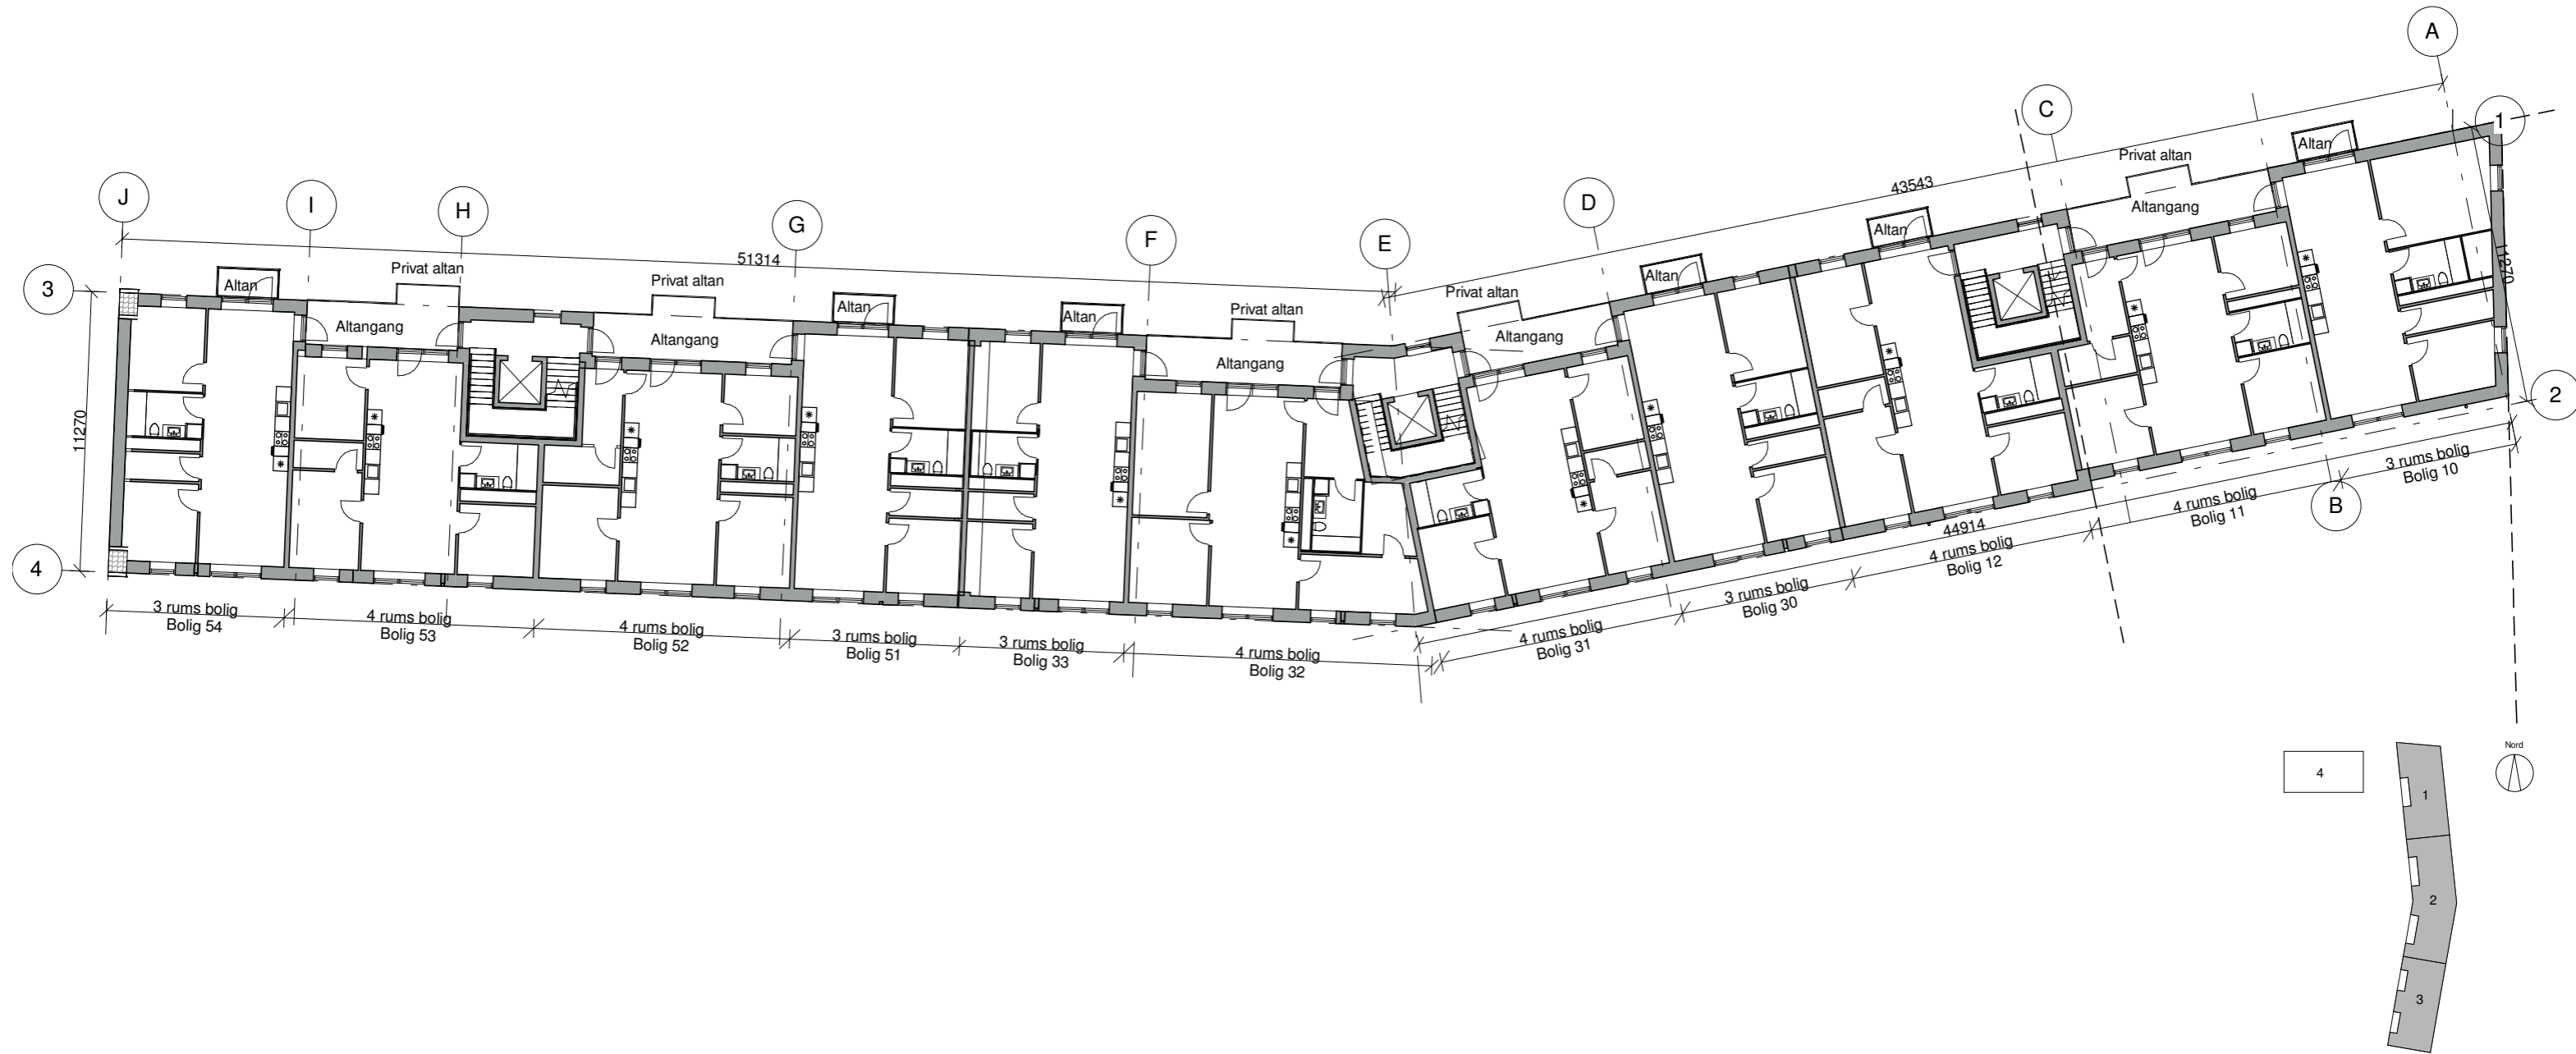 A
1
C
Altan
Privat altan
43543
Altangang
D
Altan
J
I
H
G
F
E
51314
Privat altan
Privat altan
Altan
Privat altan
Altan
3
Altan
Altan
Privat altan
Altangang
Altangang
Altangang
Altangang
11270
11270
2
3 rums bolig
Bolig 10
B
4 rums bolig
Bolig 11
44914
4 rums bolig
Bolig 12
4
3 rums bolig
Bolig 30
3 rums bolig
Bolig 54
4 rums bolig
Bolig 53
4 rums bolig
Bolig 52
3 rums bolig
Bolig 51
3 rums bolig
Bolig 33
4 rums bolig
Bolig 32
4 rums bolig
Bolig 31
Nord
4
1
2
3